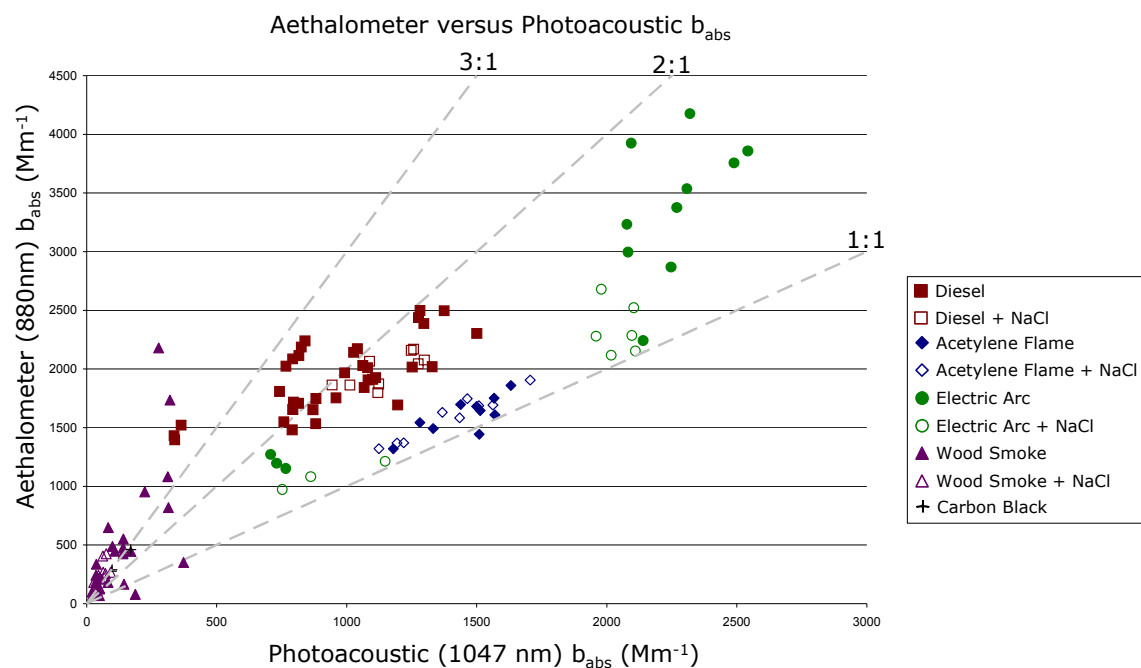 Aethalometer versus Photoacoustic babs
3:1
2:1
1:1
Aethalometer (880nm) babs (Mm-1)
4500
4000
3500
3000
2500
2000
1500
1000
500
0
0 500 1000 1500 2000 2500 3000
Photoacoustic (1047 nm) babs (Mm-1)
Diesel
Diesel + NaCl
Acetylene Flame
Acetylene Flame + NaCl
Electric Arc
Electric Arc + NaCl
Wood Smoke
Wood Smoke + NaCl
Carbon Black